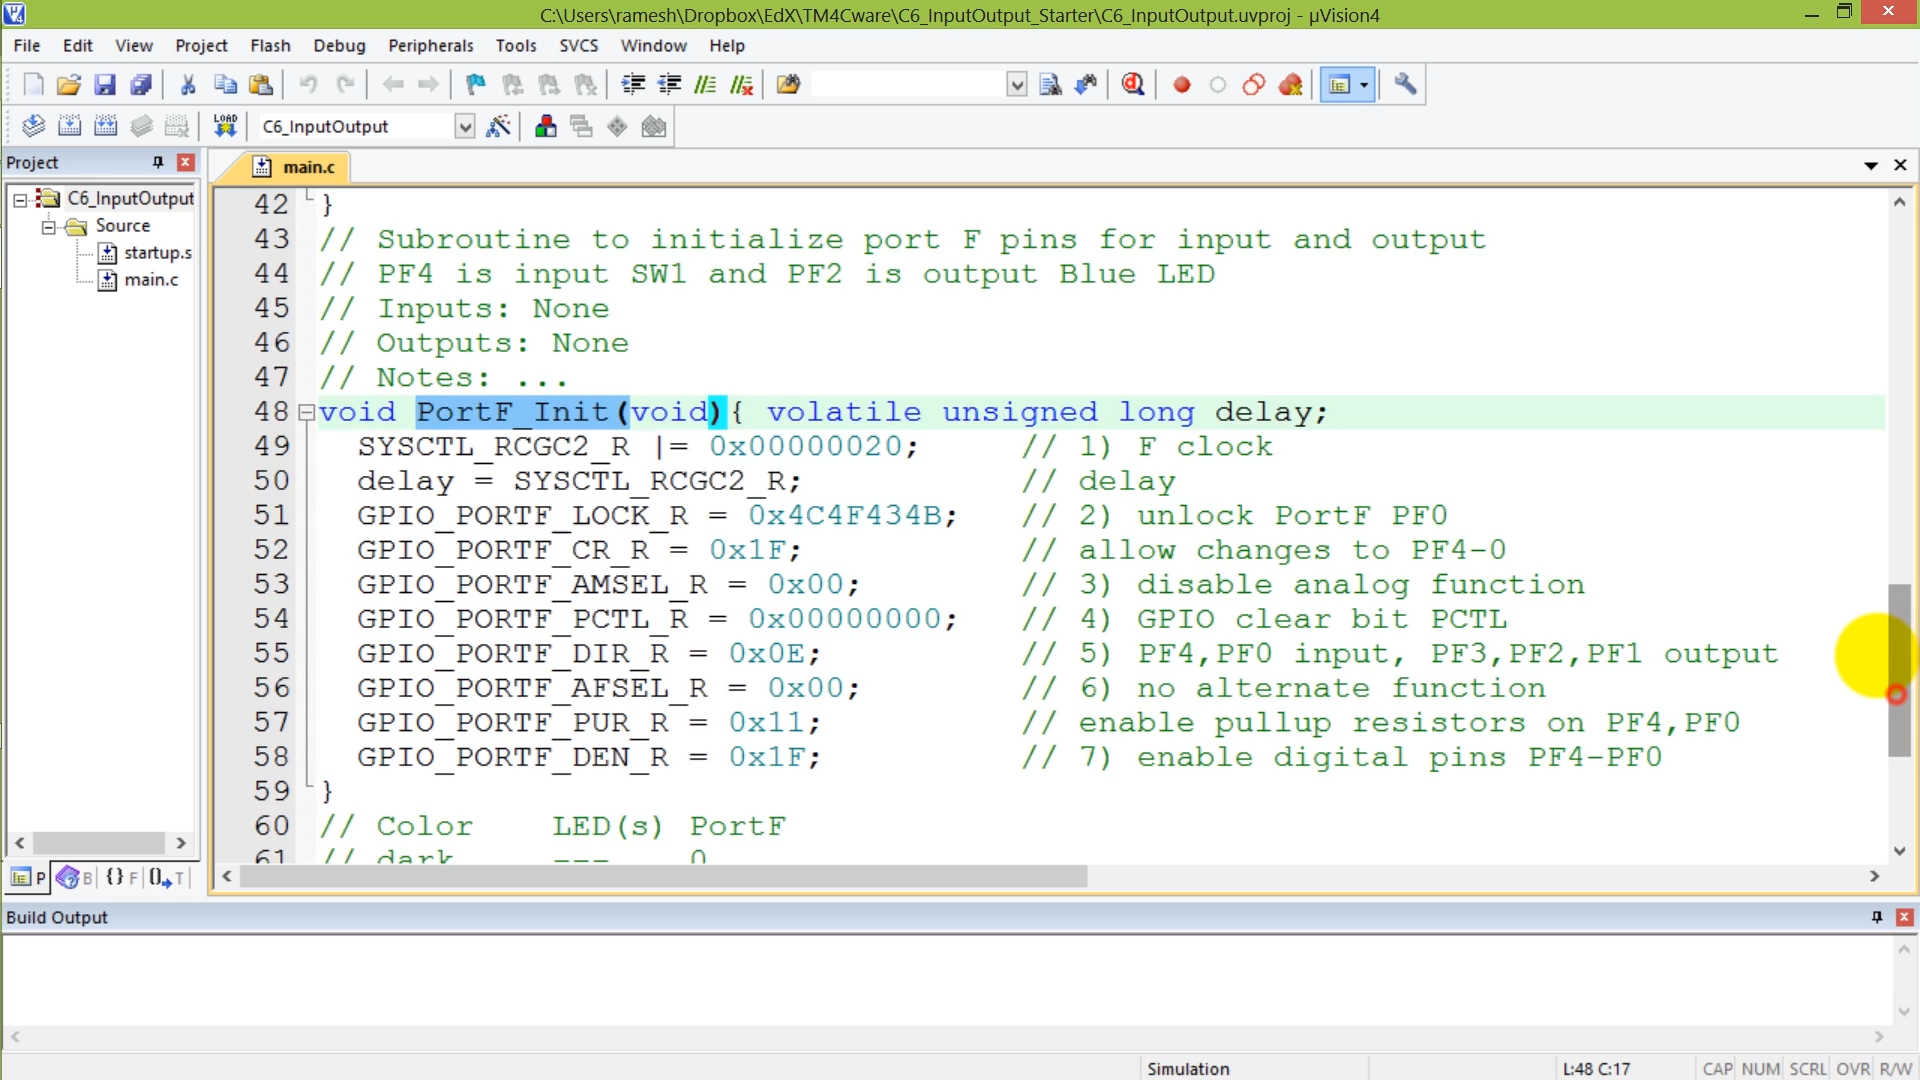 C:\Users\ramesh\Dropbox\EdX\TM4Cware\C6_InputOutput_Starter\C6_InputOutput.uvproj - µVision4
File Edit View Project Flash Debug Peripherals Tools SVCS Window Help
LOAD C6_InputOutput
Project
main.c
C6_InputOutput
Source
startup.s
main.c
42 }
43 // Subroutine to initialize port F pins for input and output
44 // PF4 is input SW1 and PF2 is output Blue LED
45 // Inputs: None
46 // Outputs: None
47 // Notes: ...
48 void PortF_Init(void){ volatile unsigned long delay;
49 SYSCTL_RCGC2_R |= 0x00000020; // 1) F clock
50 delay = SYSCTL_RCGC2_R; // delay
51 GPIO_PORTF_LOCK_R = 0x4C4F434B; // 2) unlock PortF PF0
52 GPIO_PORTF_CR_R = 0x1F; // allow changes to PF4-0
53 GPIO_PORTF_AMSEL_R = 0x00; // 3) disable analog function
54 GPIO_PORTF_PCTL_R = 0x00000000; // 4) GPIO clear bit PCTL
55 GPIO_PORTF_DIR_R = 0x0E; // 5) PF4,PF0 input, PF3,PF2,PF1 output
56 GPIO_PORTF_AFSEL_R = 0x00; // 6) no alternate function
57 GPIO_PORTF_PUR_R = 0x11; // enable pullup resistors on PF4,PF0
58 GPIO_PORTF_DEN_R = 0x1F; // 7) enable digital pins PF4-PF0
59 }
60 // Color LED(s) PortF
61 // dark --- 0
P B {} F T
Build Output
Simulation L:48 C:17 CAP NUM SCRL OVR R/W